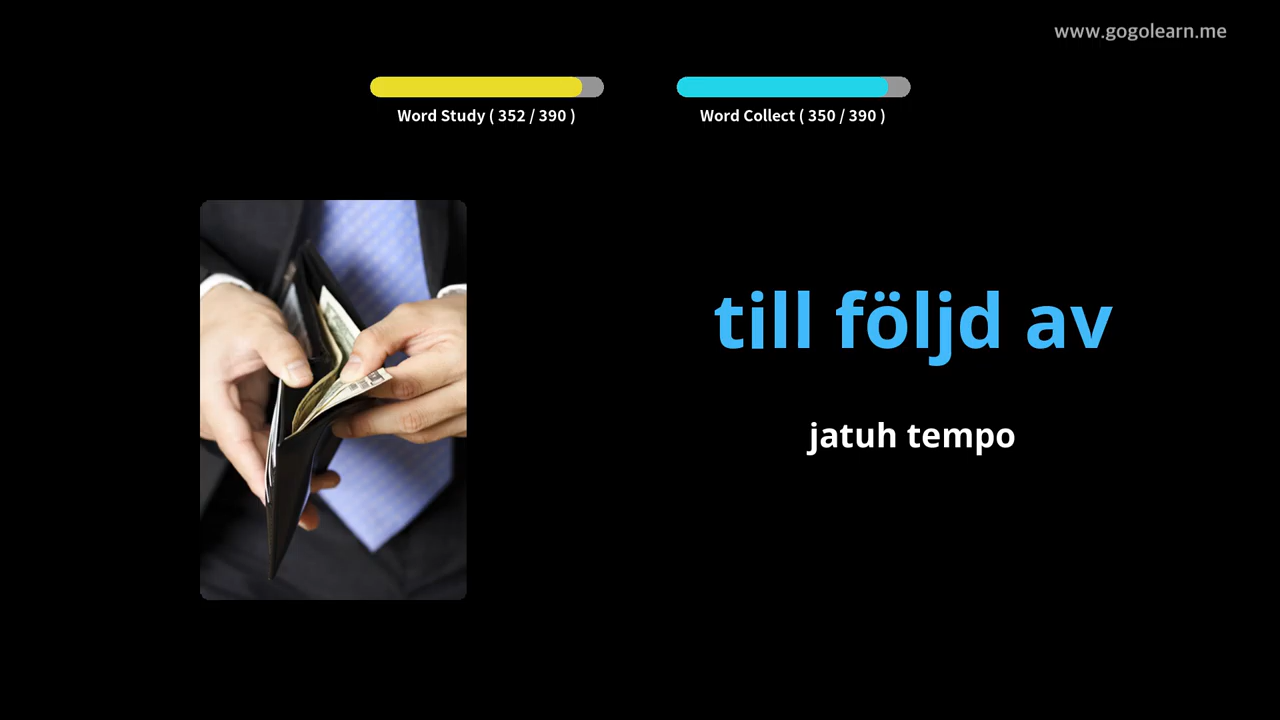 www.gogolearn.me
Word Study ( 352 / 390 )
Word Collect ( 350 / 390 )
till följd av
jatuh tempo